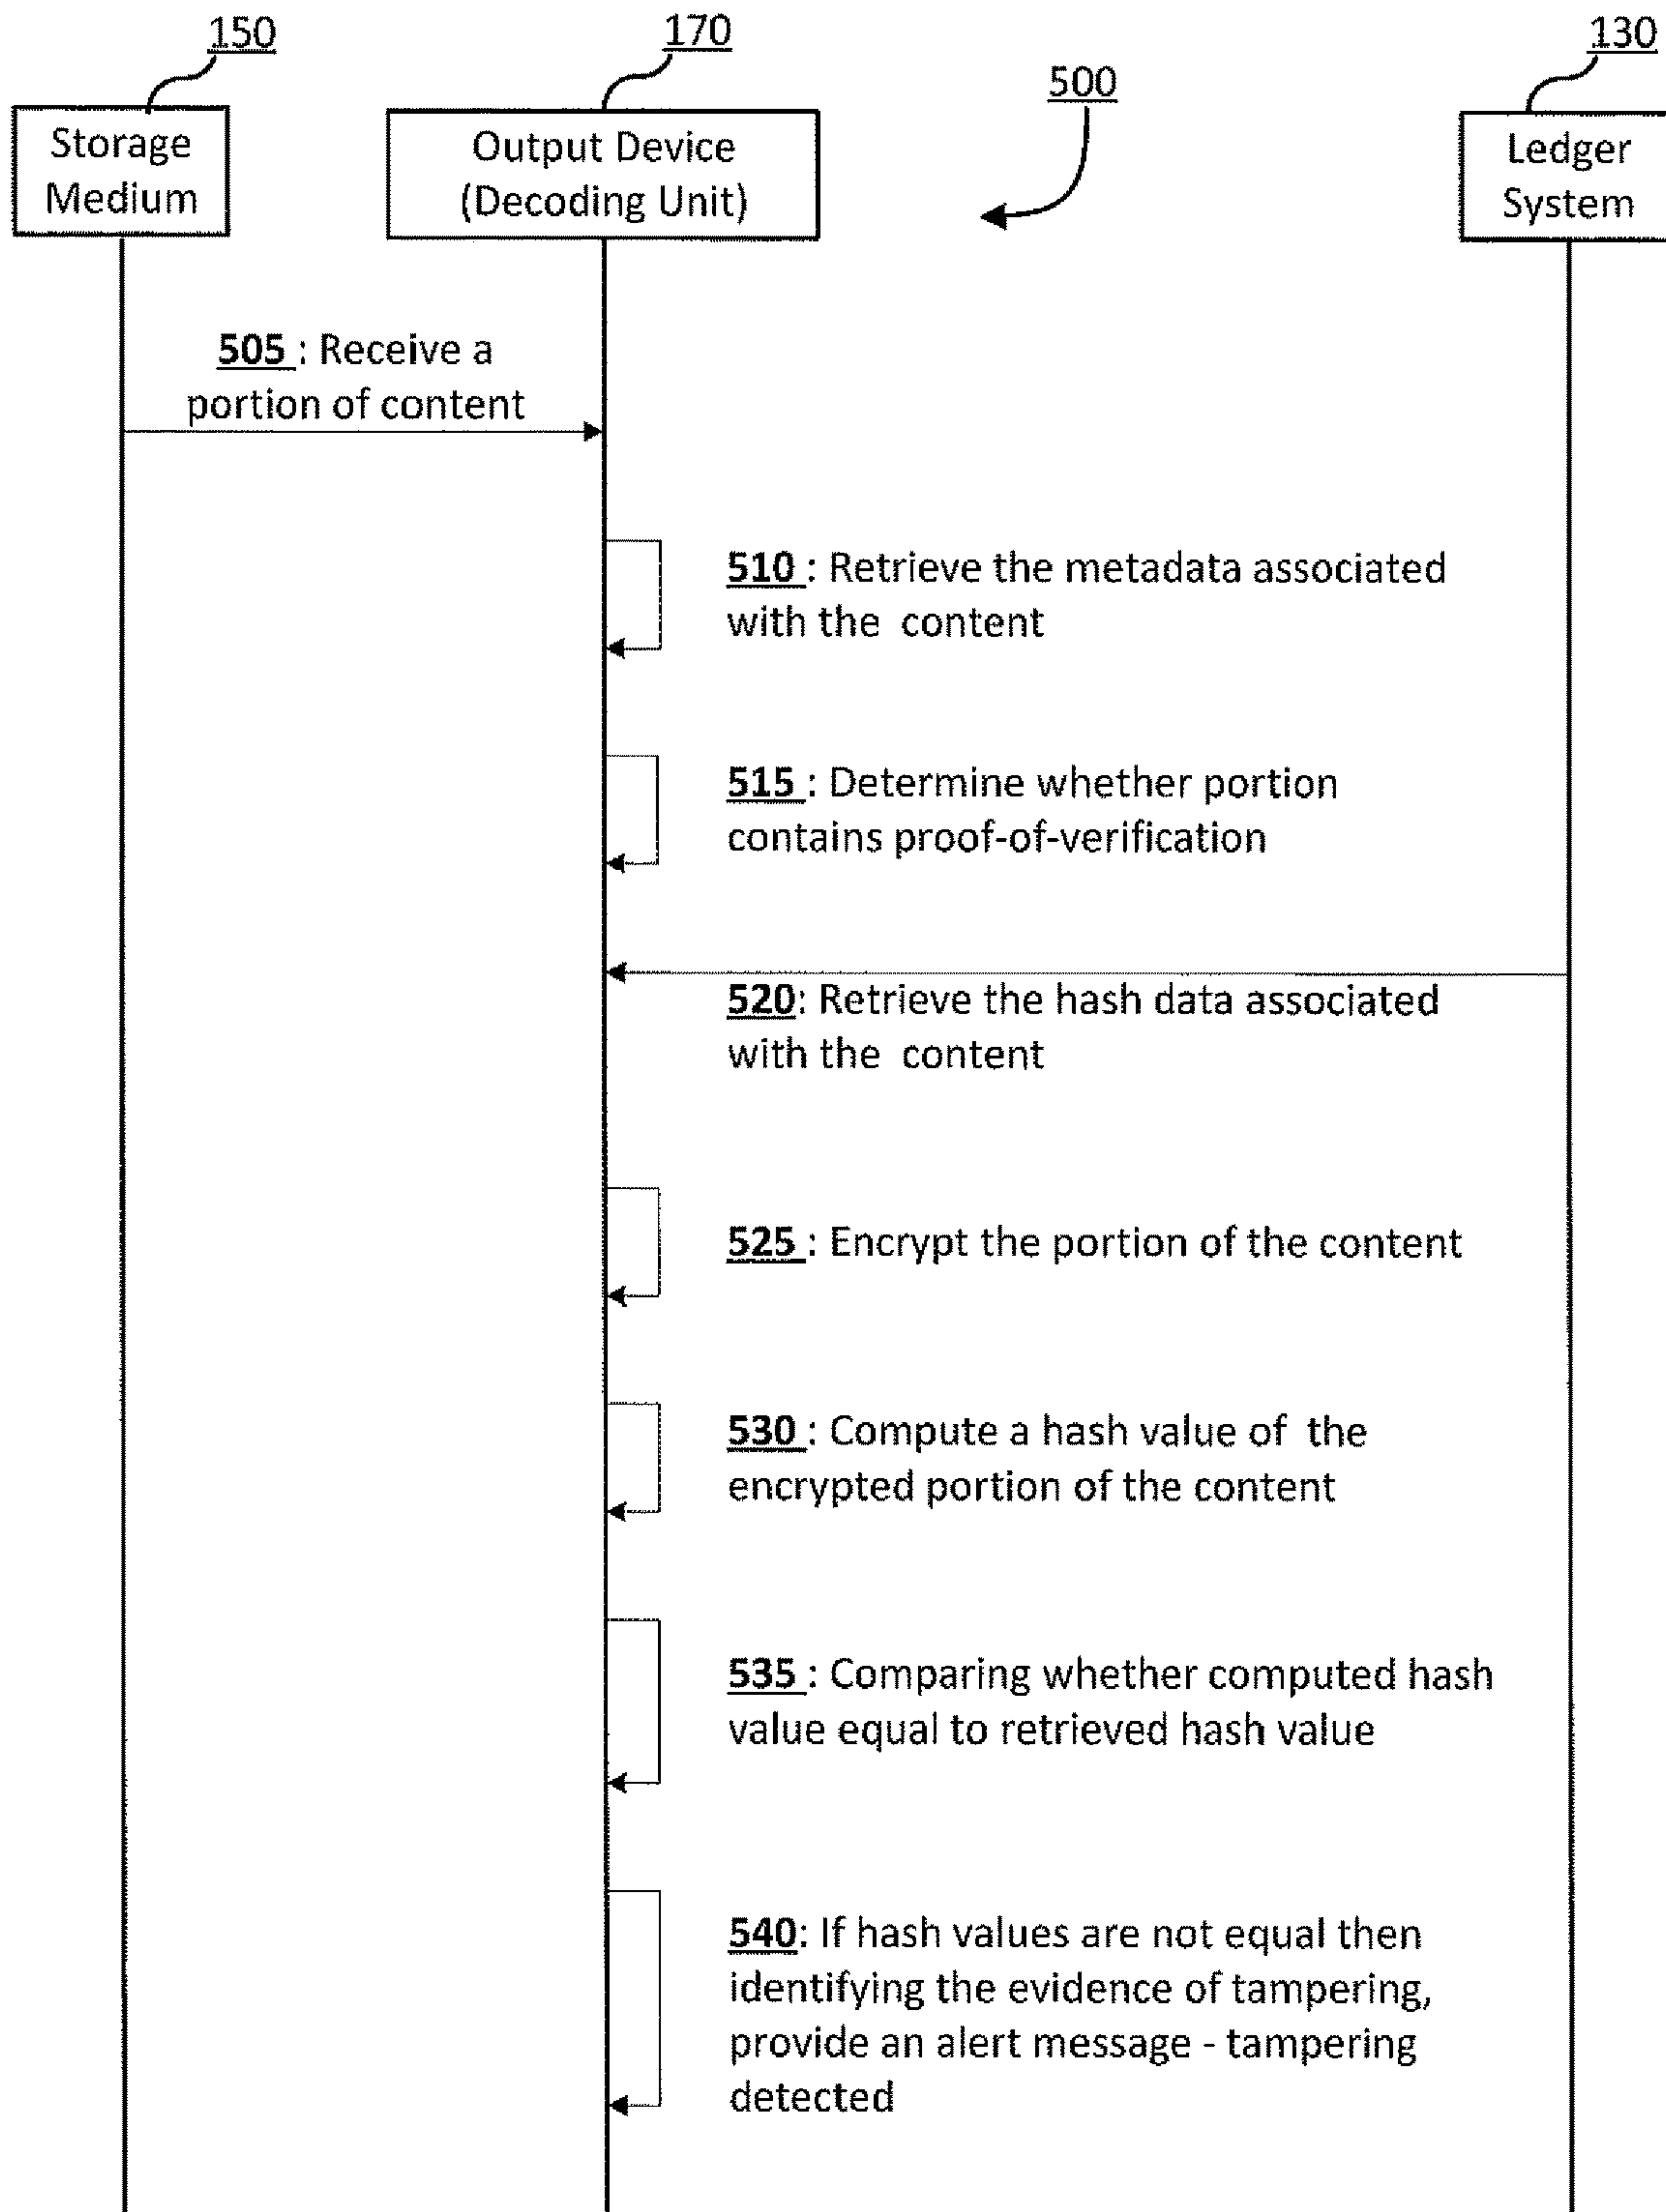 150
170
500
130
Storage
Medium
Output Device
(Decoding Unit)
Ledger
System
505 : Receive a
portion of content
510 : Retrieve the metadata associated
with the content
515 : Determine whether portion
contains proof-of-verification
520: Retrieve the hash data associated
with the content
525 : Encrypt the portion of the content
530 : Compute a hash value of the
encrypted portion of the content
535 : Comparing whether computed hash
value equal to retrieved hash value
540: If hash values are not equal then
identifying the evidence of tampering,
provide an alert message - tampering
detected